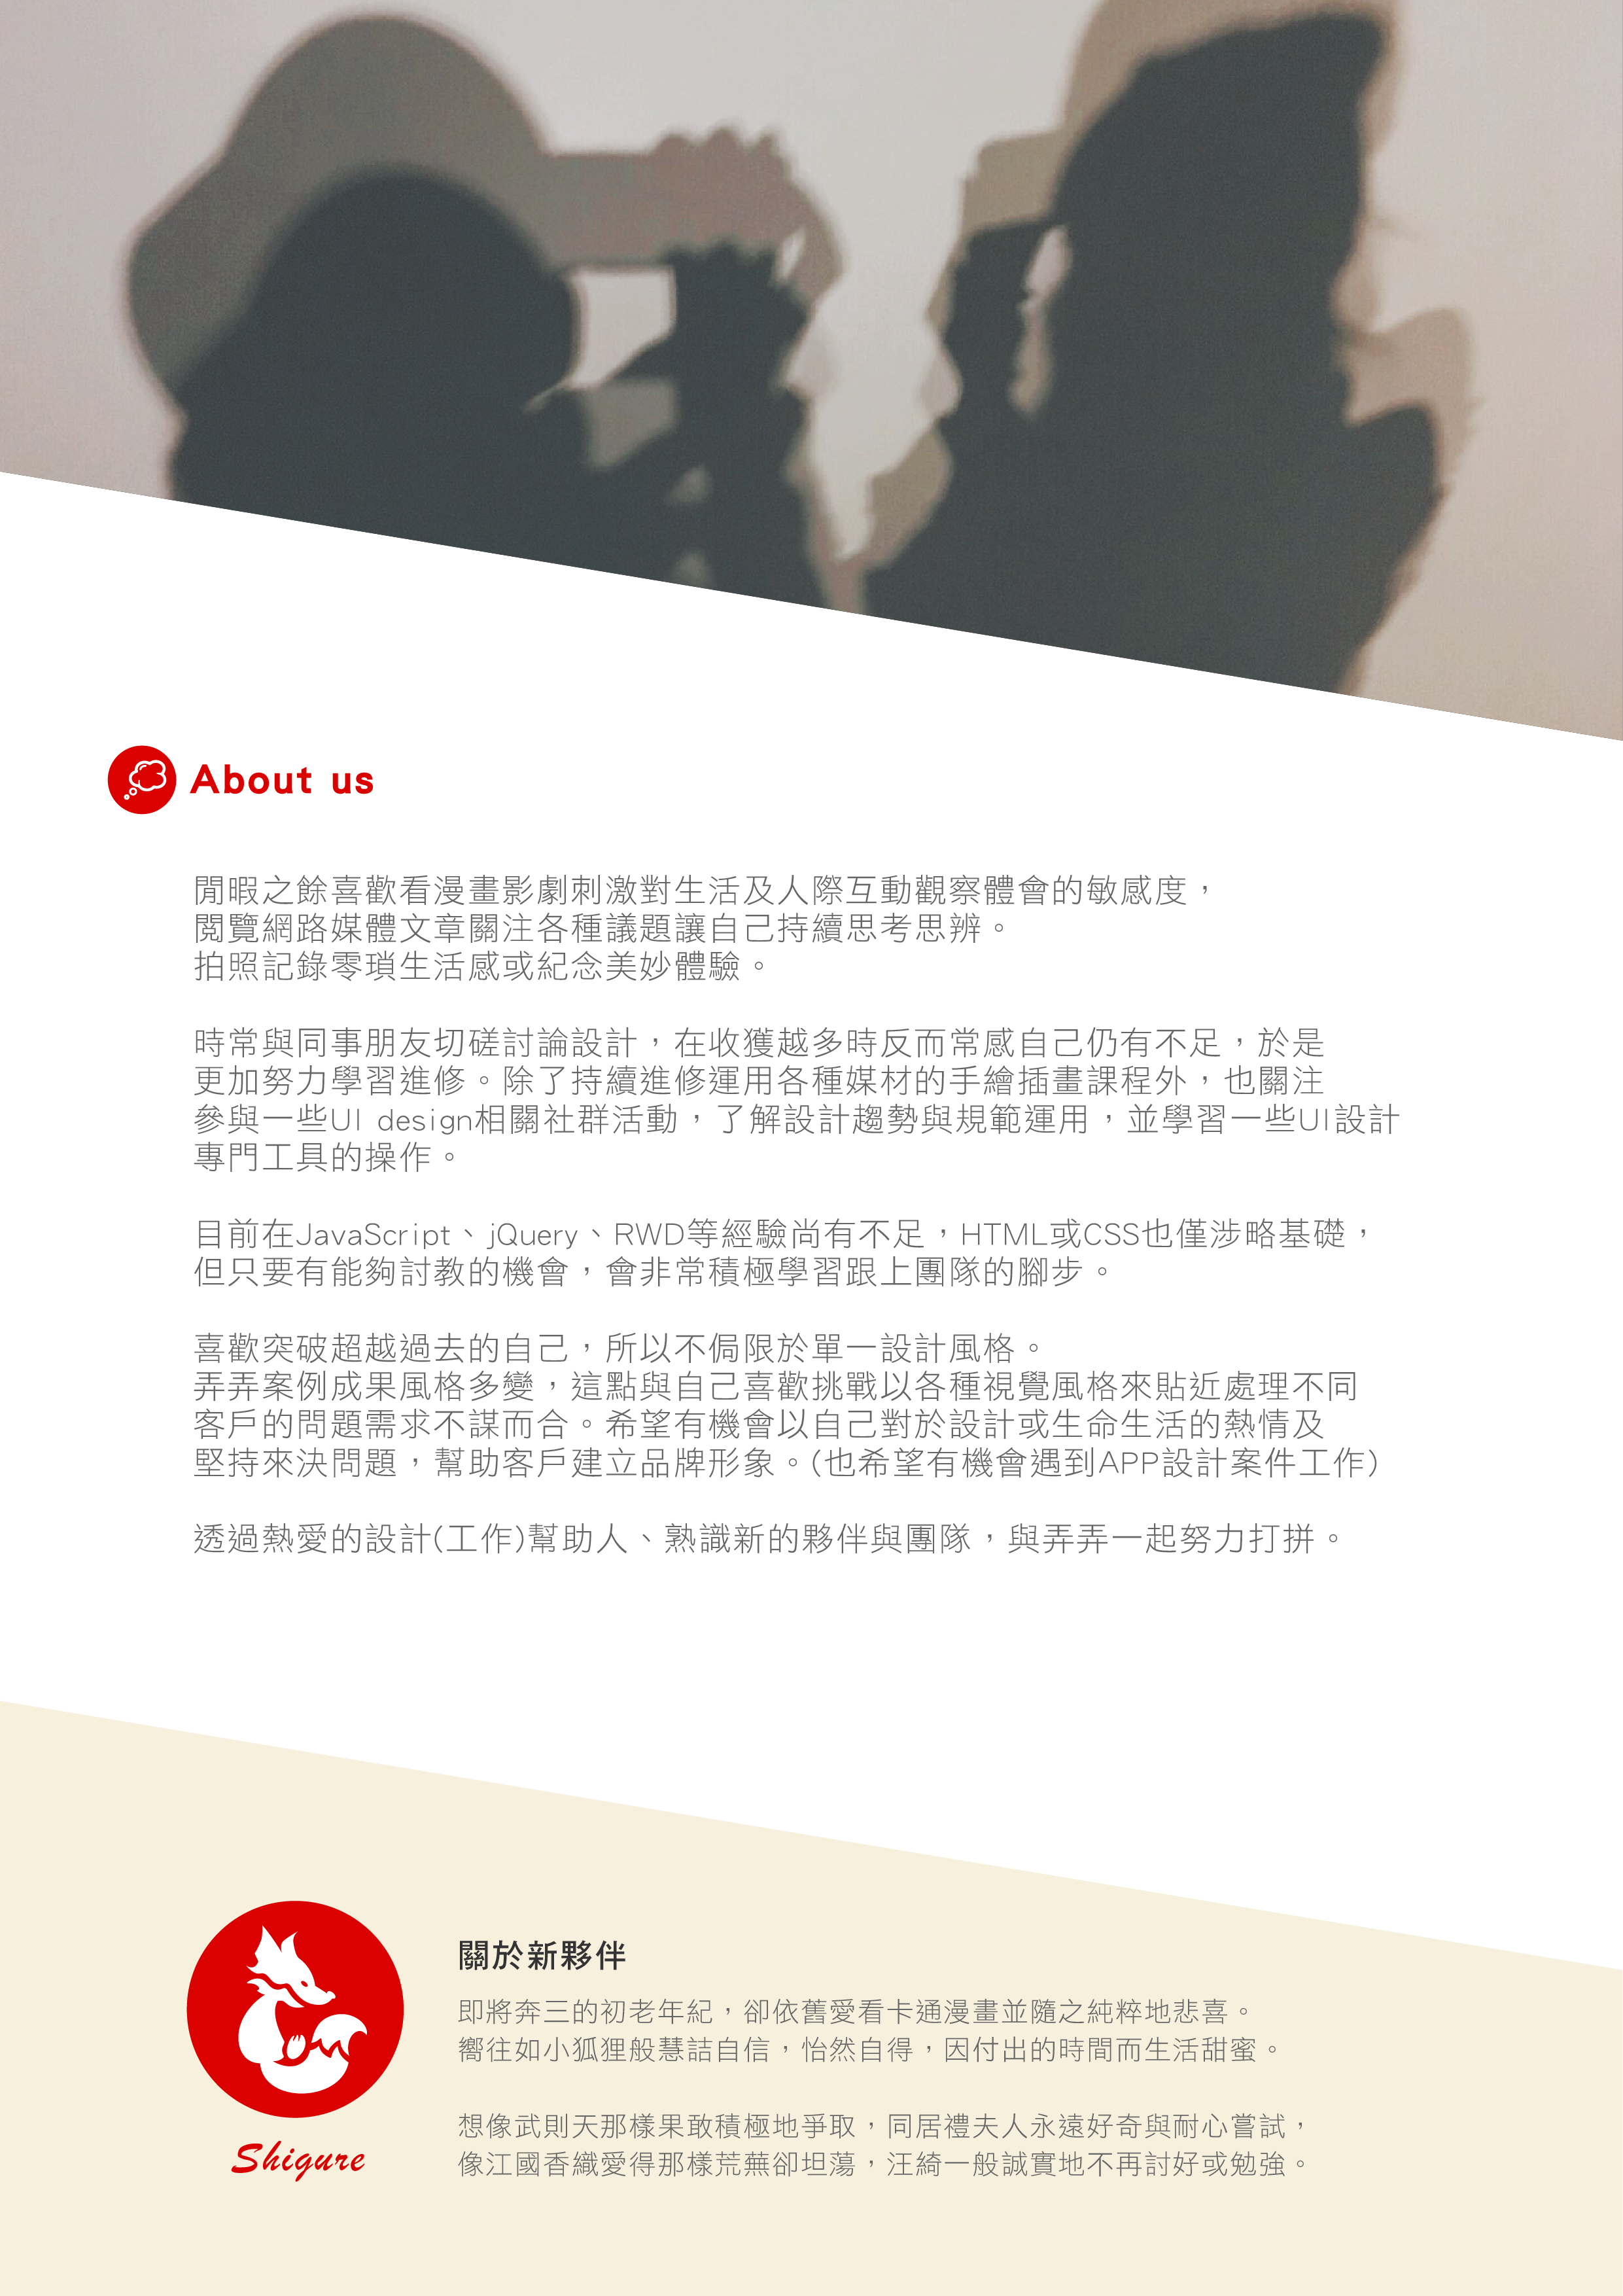 About us
閒暇之餘喜歡看漫畫影劇刺激對生活及人際互動觀察體會的敏感度，
閱覽網路媒體文章關注各種議題讓自己持續思考思辨。
拍照記錄零瑣生活感或紀念美妙體驗。
時常與同事朋友切磋討論設計，在收獲越多時反而常感自己仍有不足，於是
更加努力學習進修。除了持續進修運用各種媒材的手繪插畫課程外，也關注
參與一些UI design相關社群活動，了解設計趨勢與規範運用，並學習一些UI設計
專門工具的操作。
目前在JavaScript、jQuery、RWD等經驗尚有不足，HTML或CSS也僅涉略基礎，
但只要有能夠討教的機會，會非常積極學習跟上團隊的腳步。
喜歡突破超越過去的自己，所以不侷限於單一設計風格。
弄弄案例成果風格多變，這點與自己喜歡挑戰以各種視覺風格來貼近處理不同
客戶的問題需求不謀而合。希望有機會以自己對於設計或生命生活的熱情及
堅持來決問題，幫助客戶建立品牌形象。(也希望有機會遇到APP設計案件工作)
透過熱愛的設計(工作)幫助人、熟識新的夥伴與團隊，與弄弄一起努力打拼。
關於新夥伴
即將奔三的初老年紀，卻依舊愛看卡通漫畫並隨之純粹地悲喜。
嚮往如小狐狸般慧詰自信，怡然自得，因付出的時間而生活甜蜜。
想像武則天那樣果敢積極地爭取，同居禮夫人永遠好奇與耐心嘗試，
像江國香織愛得那樣荒蕪卻坦蕩，汪綺一般誠實地不再討好或勉強。
Shigure